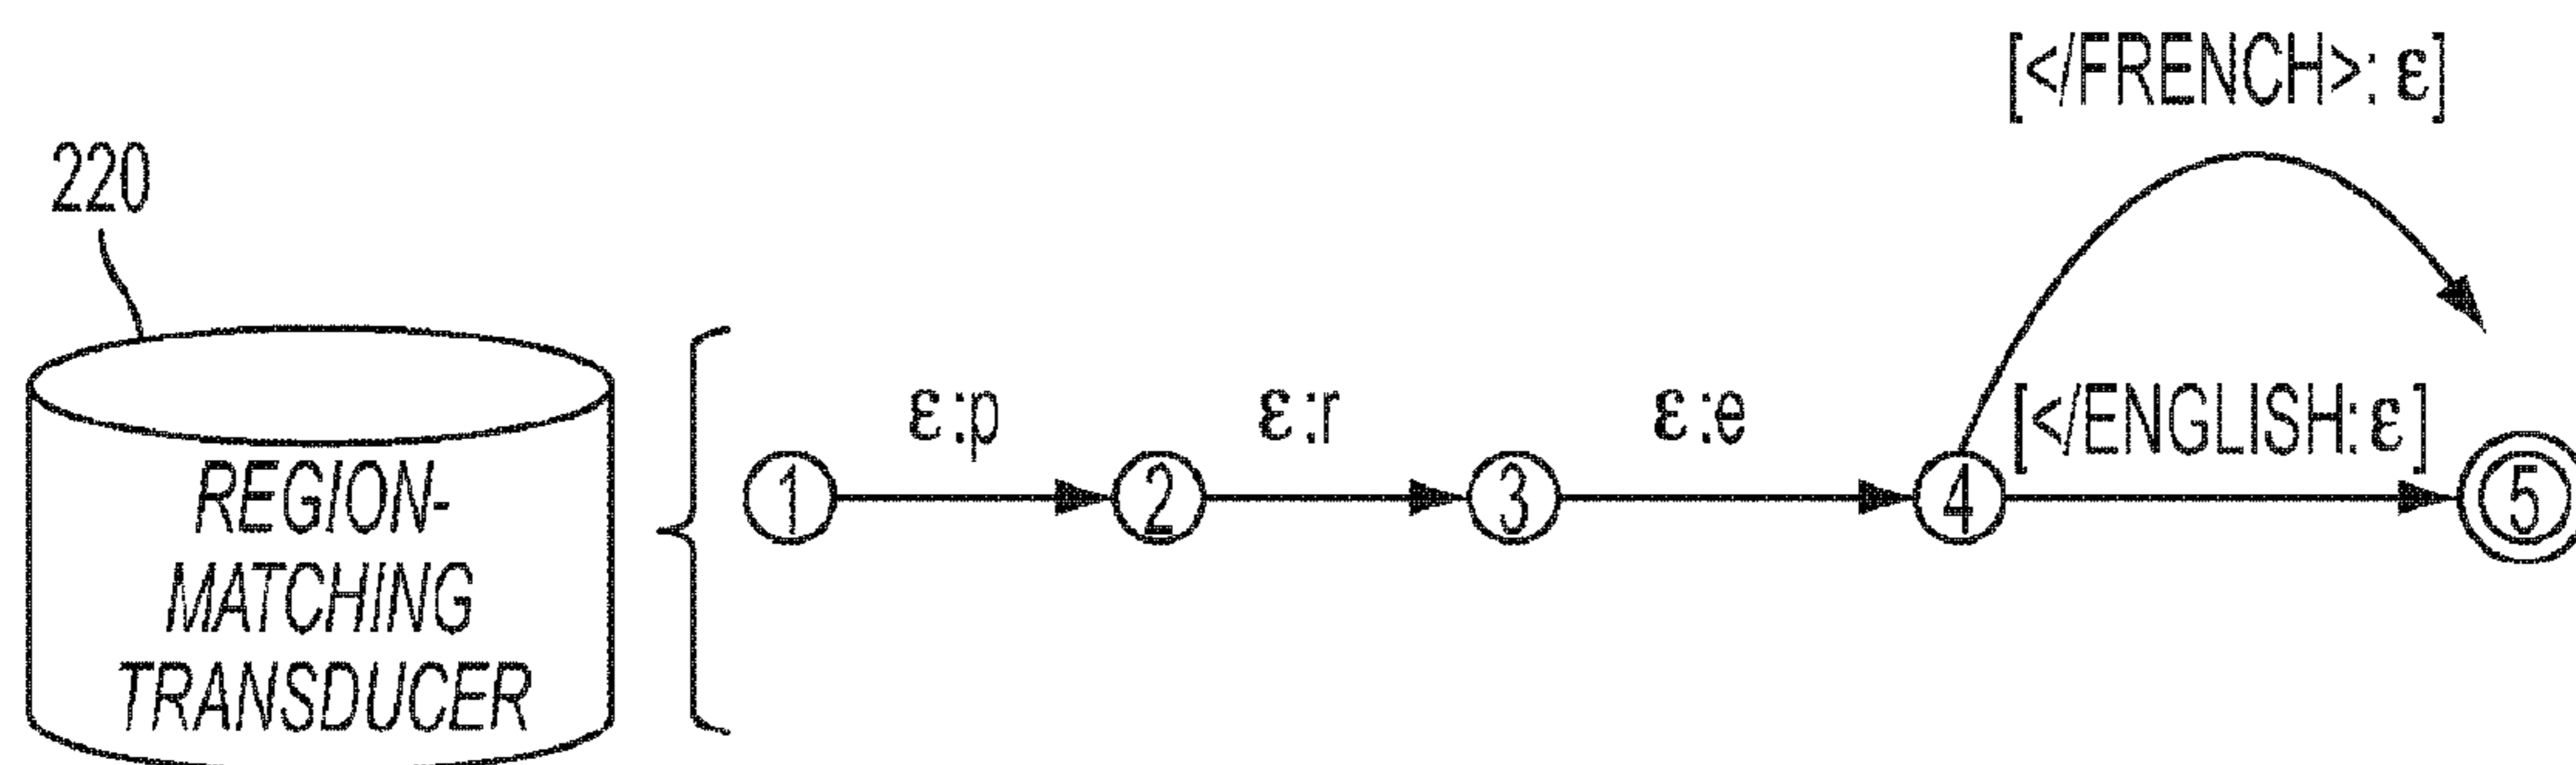 [</FRENCH>: ε]
220
ε:p ε:r ε:e [</ENGLISH:ε]
1 2 3 4 5
REGION-
MATCHING
TRANSDUCER